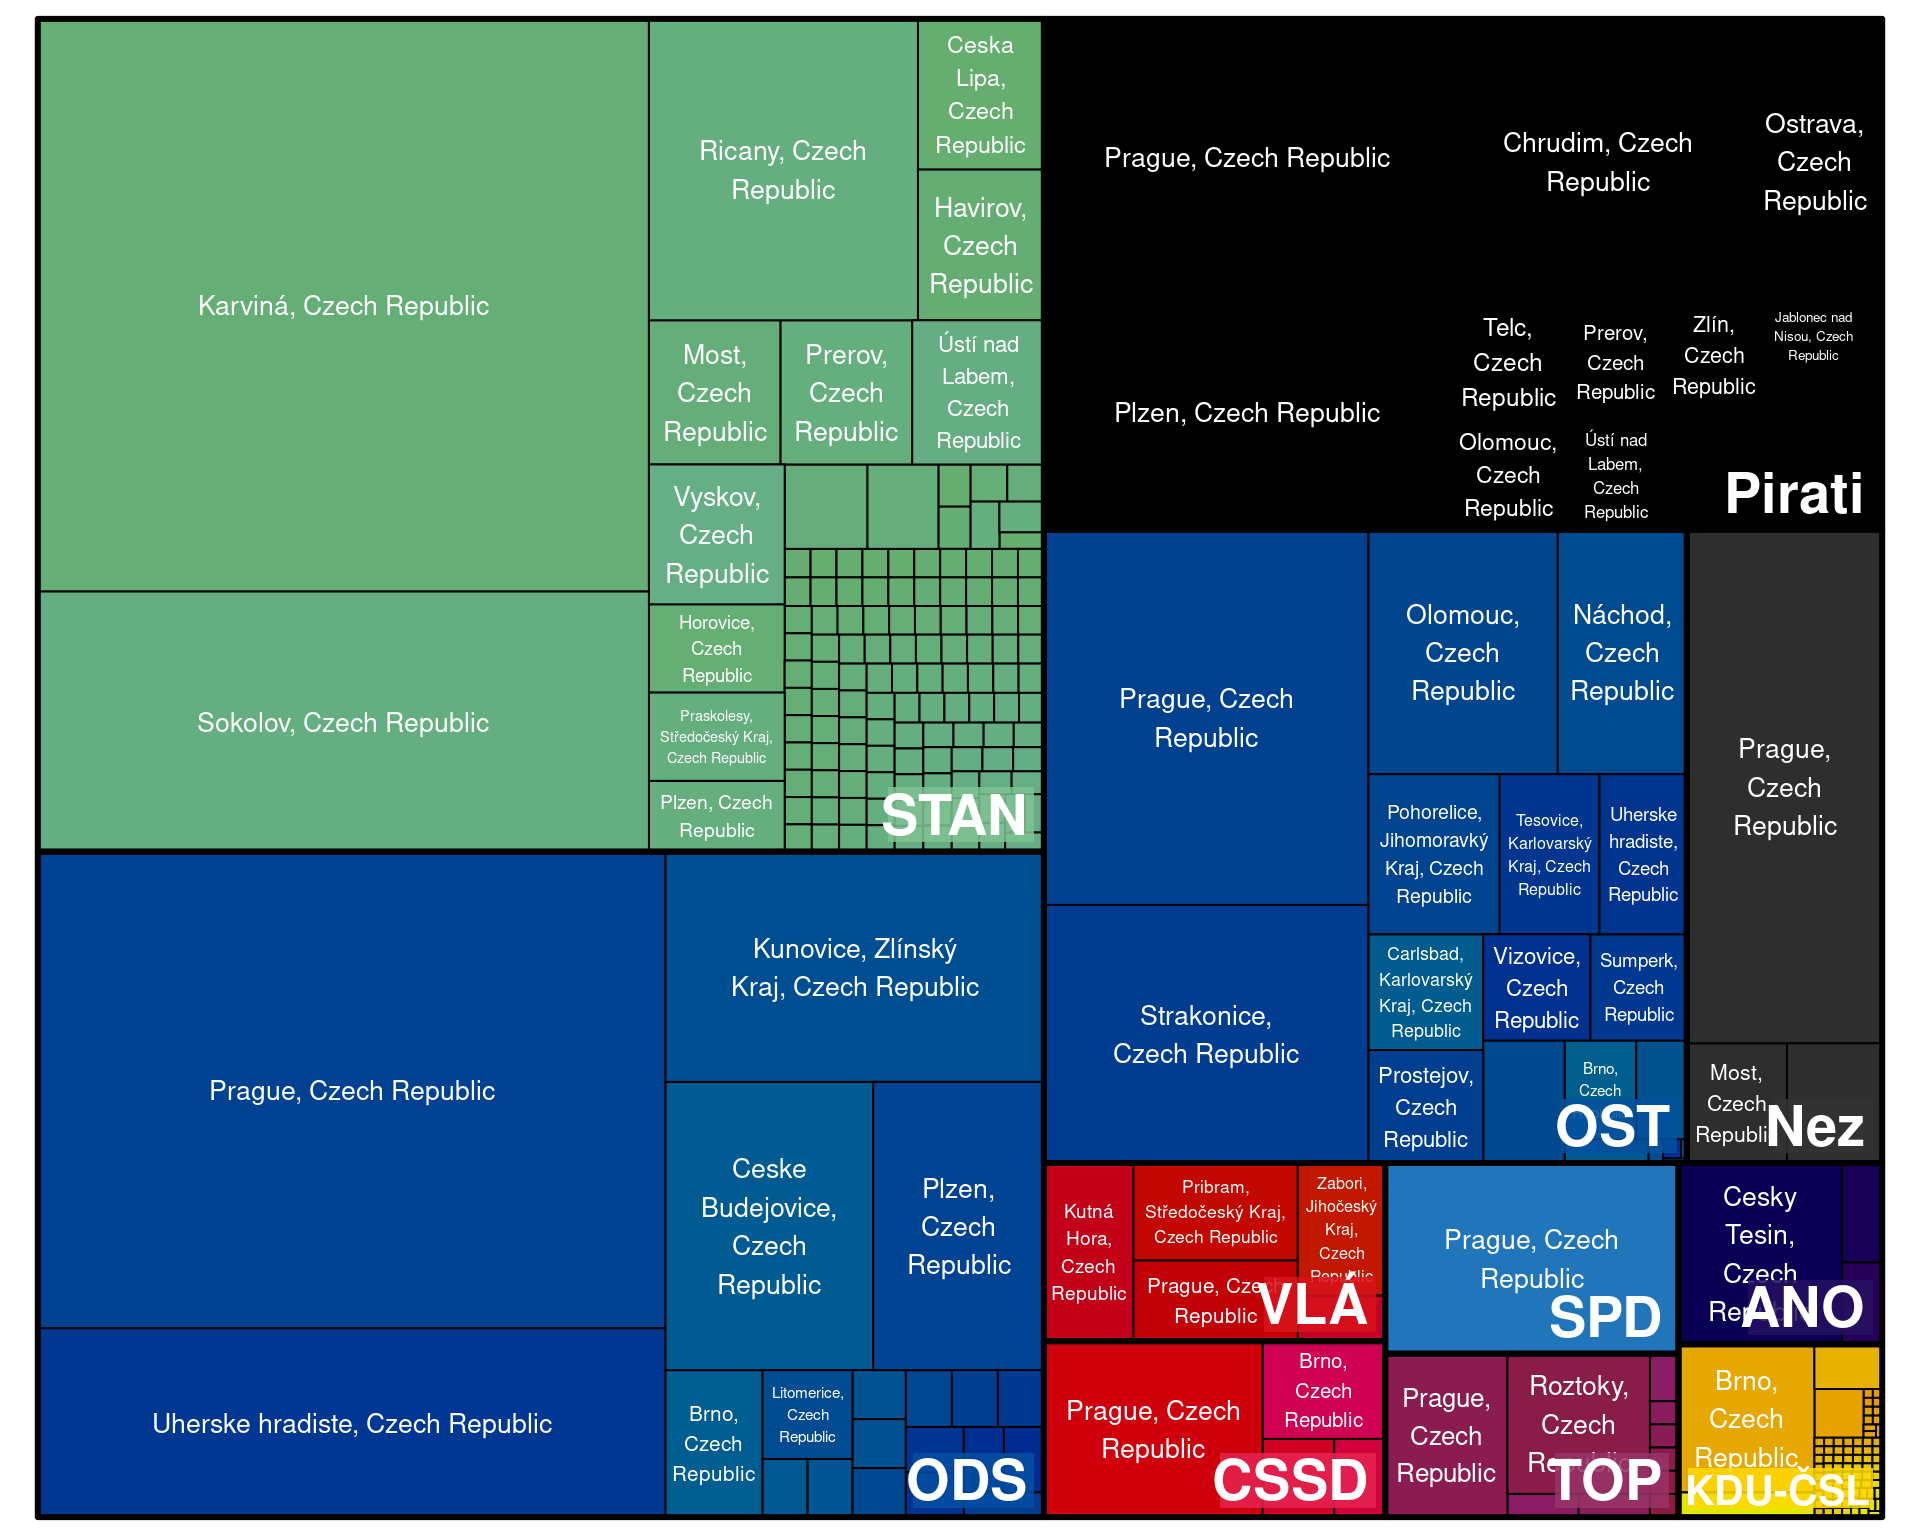 Karviná, Czech Republic
Sokolov, Czech Republic
Ricany, Czech
Republic
Ceska
Lipa,
Czech
Republic
Havirov,
Czech
Republic
Most,
Czech
Republic
Prerov,
Czech
Republic
Ústí nad
Labem,
Czech
Republic
Vyskov,
Czech
Republic
Horovice,
Czech
Republic
Praskolesy,
Středočeský Kraj,
Czech Republic
Plzen, Czech
Republic
STAN
Prague, Czech Republic
Uherske hradiste, Czech Republic
Kunovice, Zlínský
Kraj, Czech Republic
Ceske
Budejovice,
Czech
Republic
Plzen,
Czech
Republic
Brno,
Czech
Republic
Litomerice,
Czech
Republic
ODS
Prague, Czech Republic
Plzen, Czech Republic
Chrudim, Czech
Republic
Ostrava,
Czech
Republic
Telc,
Czech
Republic
Prerov,
Czech
Republic
Zlín,
Czech
Republic
Jablonec nad
Nisou, Czech
Republic
Olomouc,
Czech
Republic
Ústí nad
Labem,
Czech
Republic
Pirati
Prague, Czech
Republic
Strakonice,
Czech Republic
Olomouc,
Czech
Republic
Náchod,
Czech
Republic
Pohorelice,
Jihomoravký
Kraj, Czech
Republic
Tesovice,
Karlovarský
Kraj, Czech
Republic
Uherske
hradiste,
Czech
Republic
Carlsbad,
Karlovarský
Kraj, Czech
Republic
Vizovice,
Czech
Republic
Sumperk,
Czech
Republic
Prostejov,
Czech
Republic
Brno,
Czech
OST
Prague,
Czech
Republic
Most,
Czech
Republic
Nez
Kutná
Hora,
Czech
Republic
Pribram,
Středočeský Kraj,
Czech Republic
Prague, Czech
Republic
Zabori,
Jihočeský
Kraj,
Czech
Republic
VLÁ
Prague, Czech
Republic
SPD
Cesky
Tesin,
Czech
Republic
ANO
Prague, Czech
Republic
Brno,
Czech
Republic
CSSD
Prague,
Czech
Republic
Roztoky,
Czech
Republic
TOP
Brno,
Czech
Republic
KDU-ČSL